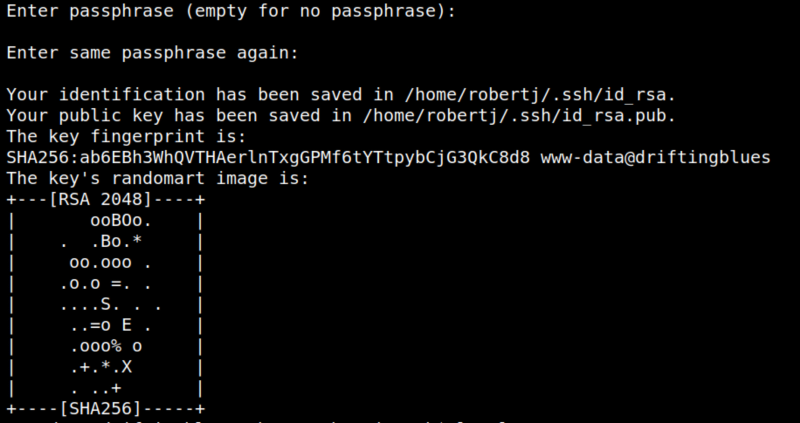 Enter passphrase (empty for no passphrase):
Enter same passphrase again:
Your identification has been saved in /home/robertj/.ssh/id_rsa.
Your public key has been saved in /home/robertj/.ssh/id_rsa.pub.
The key fingerprint is:
SHA256:ab6EBh3WhQVTHAerlnTxgGPMf6tYTtpybCjG3QkC8d8 www-data@driftingblues
The key's randomart image is:
+---[RSA 2048]----+
|       ooBOo.    |
|    .  .Bo.*     |
|     oo.ooo .    |
|    .o.o =. .    |
|    ....S. . .   |
|     ..=o E .    |
|     .ooo% o     |
|     .+.*.X      |
|     . ..+       |
+----[SHA256]-----+